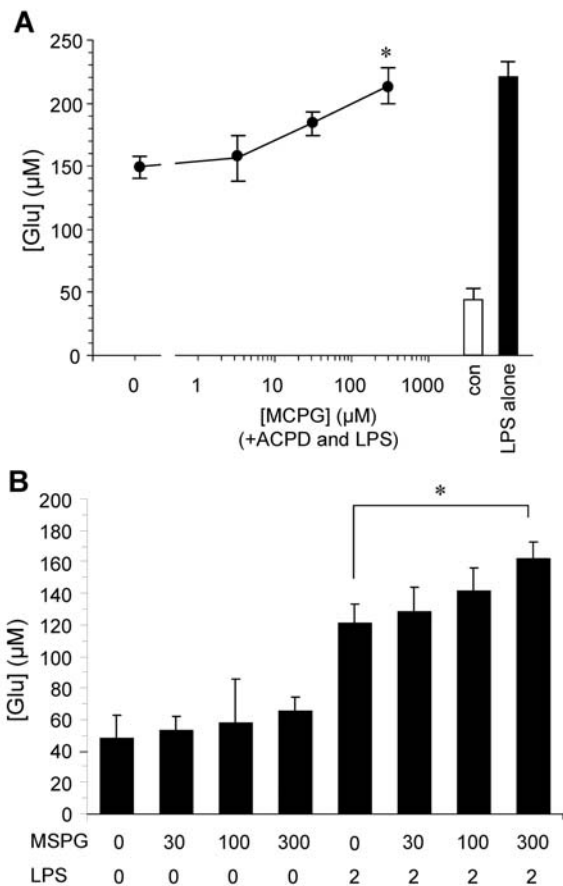 A
250
200
150
100
50
0
[Glu] (µM)
*
0 1 10 100 1000
[MCPG] (µM)
(+ACPD and LPS)
con
LPS alone
B
200
180
160
140
120
100
80
60
40
20
0
[Glu] (µM)
*
MSPG 0 30 100 300 0 30 100 300
LPS 0 0 0 0 2 2 2 2